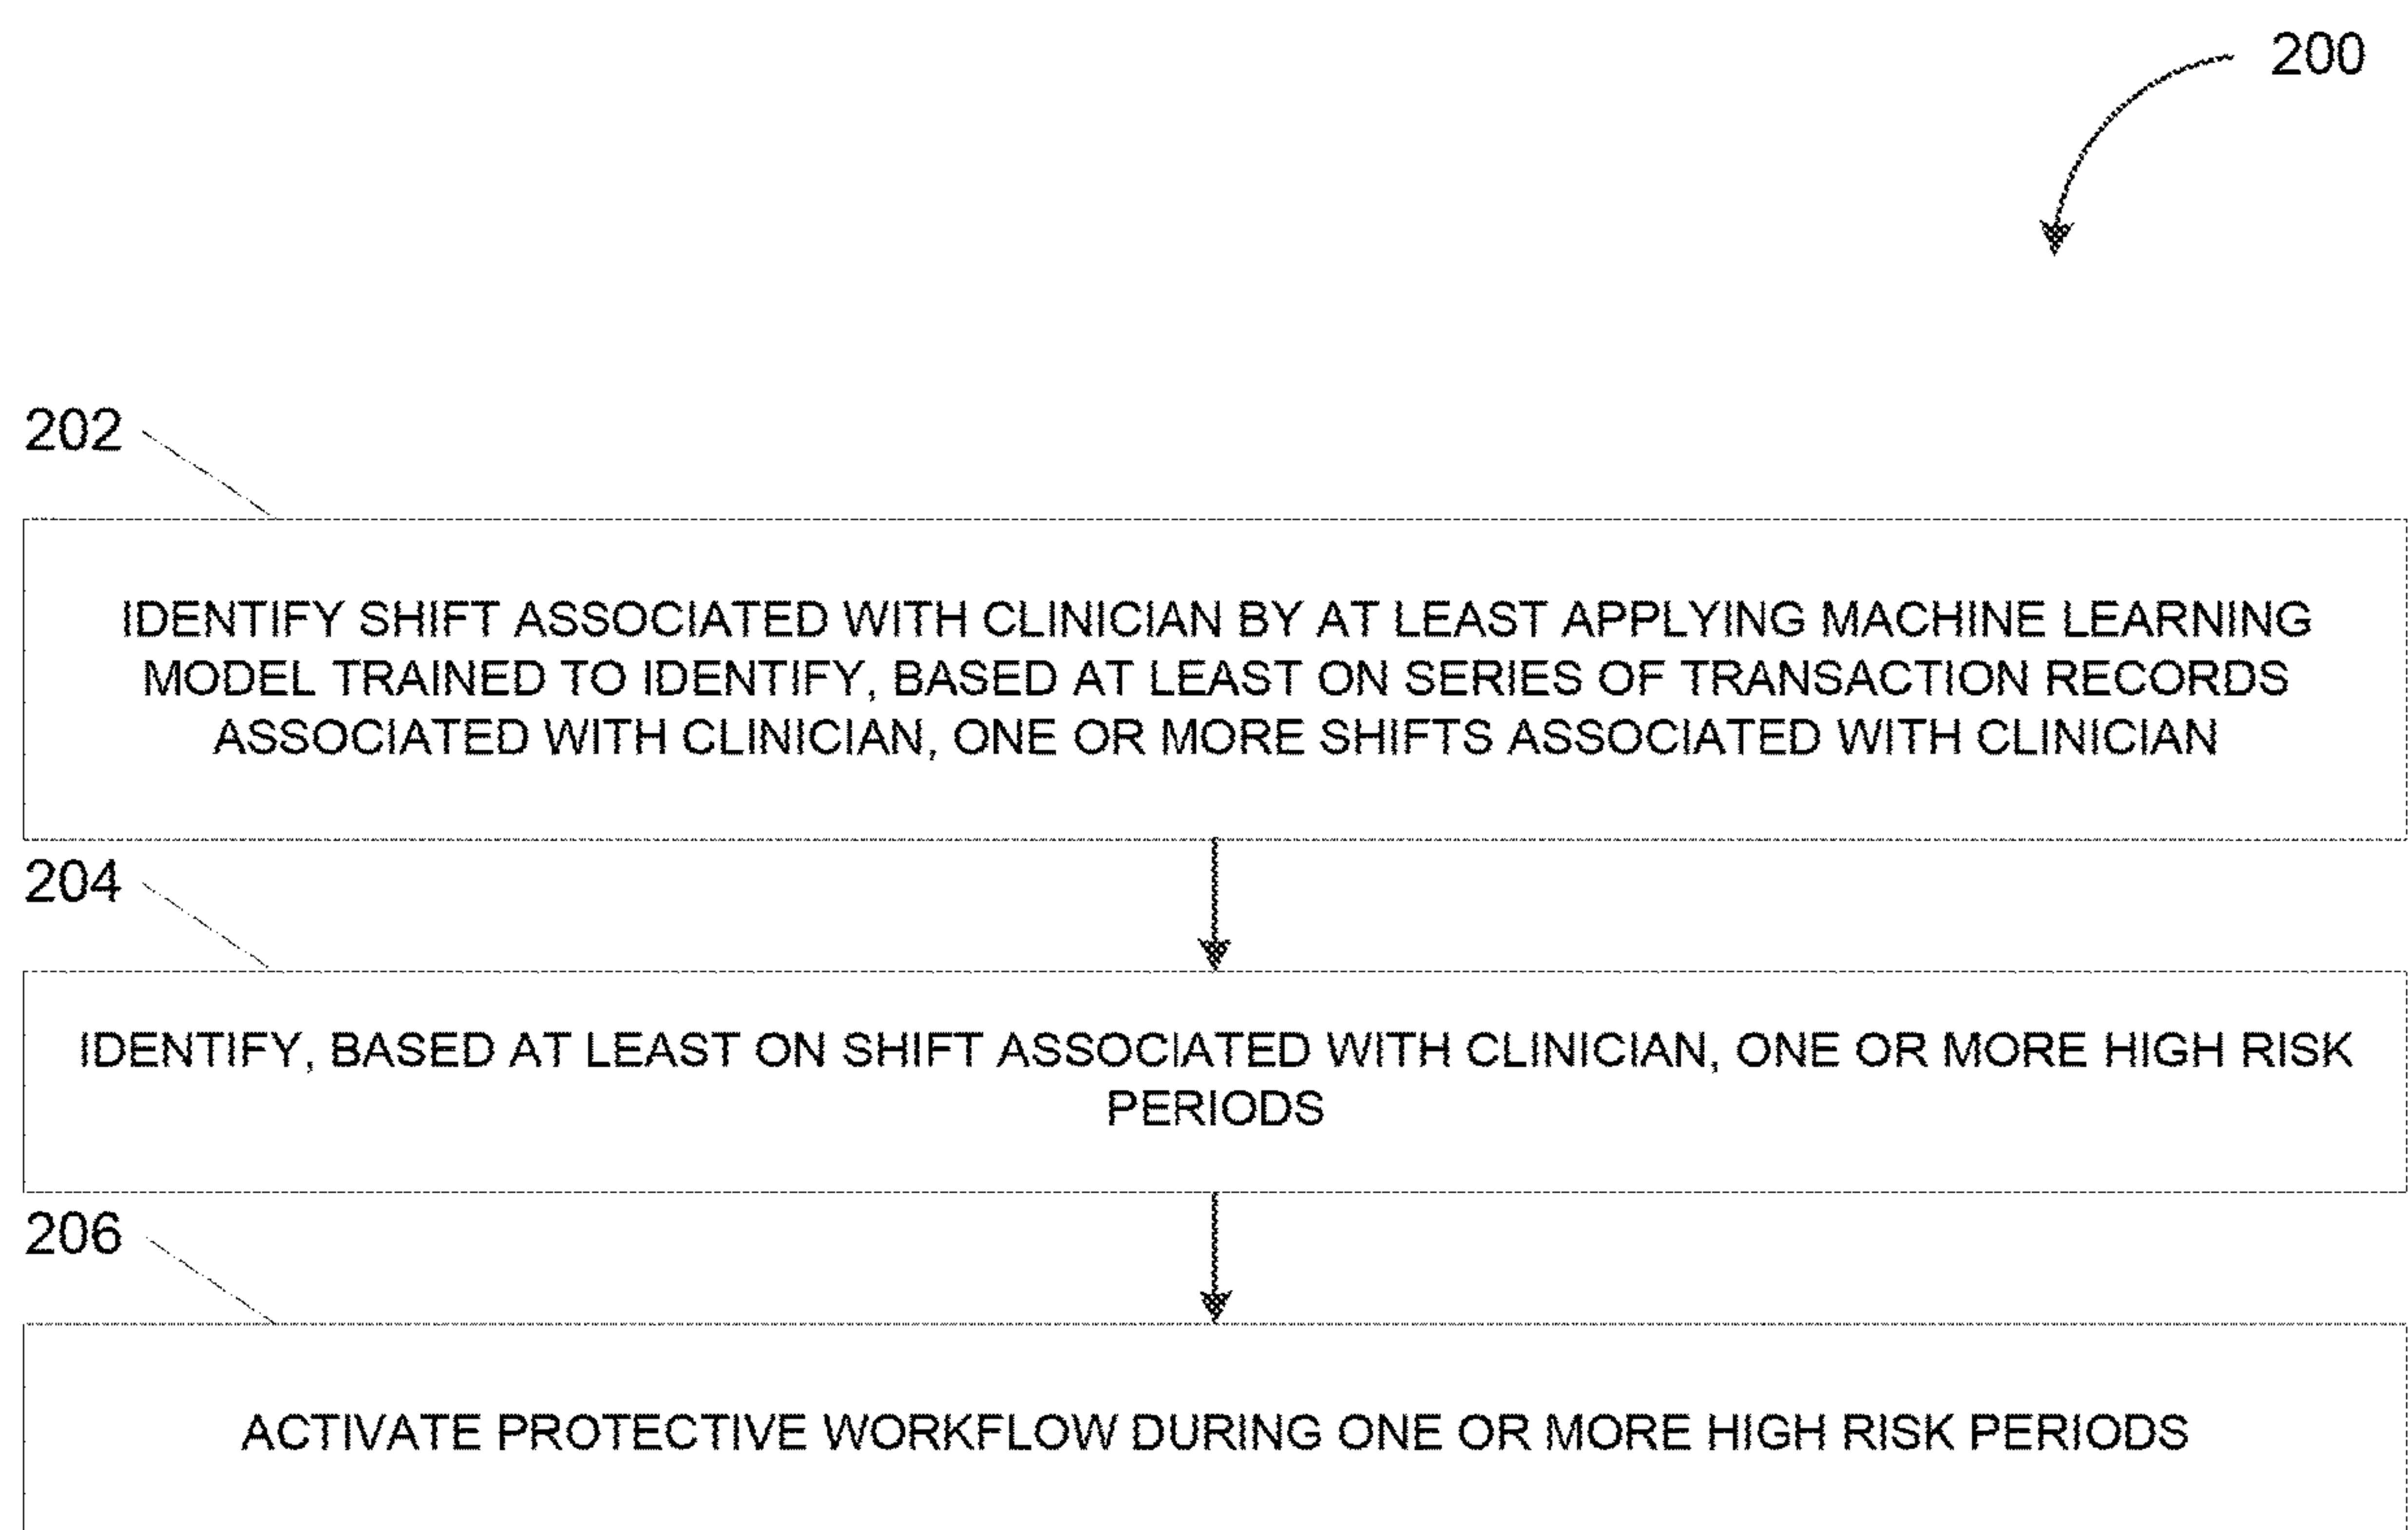 200
202
IDENTIFY SHIFT ASSOCIATED WITH CLINICIAN BY AT LEAST APPLYING MACHINE LEARNING
MODEL TRAINED TO IDENTIFY, BASED AT LEAST ON SERIES OF TRANSACTION RECORDS
ASSOCIATED WITH CLINICIAN, ONE OR MORE SHIFTS ASSOCIATED WITH CLINICIAN
204
IDENTIFY, BASED AT LEAST ON SHIFT ASSOCIATED WITH CLINICIAN, ONE OR MORE HIGH RISK
PERIODS
206
ACTIVATE PROTECTIVE WORKFLOW DURING ONE OR MORE HIGH RISK PERIODS